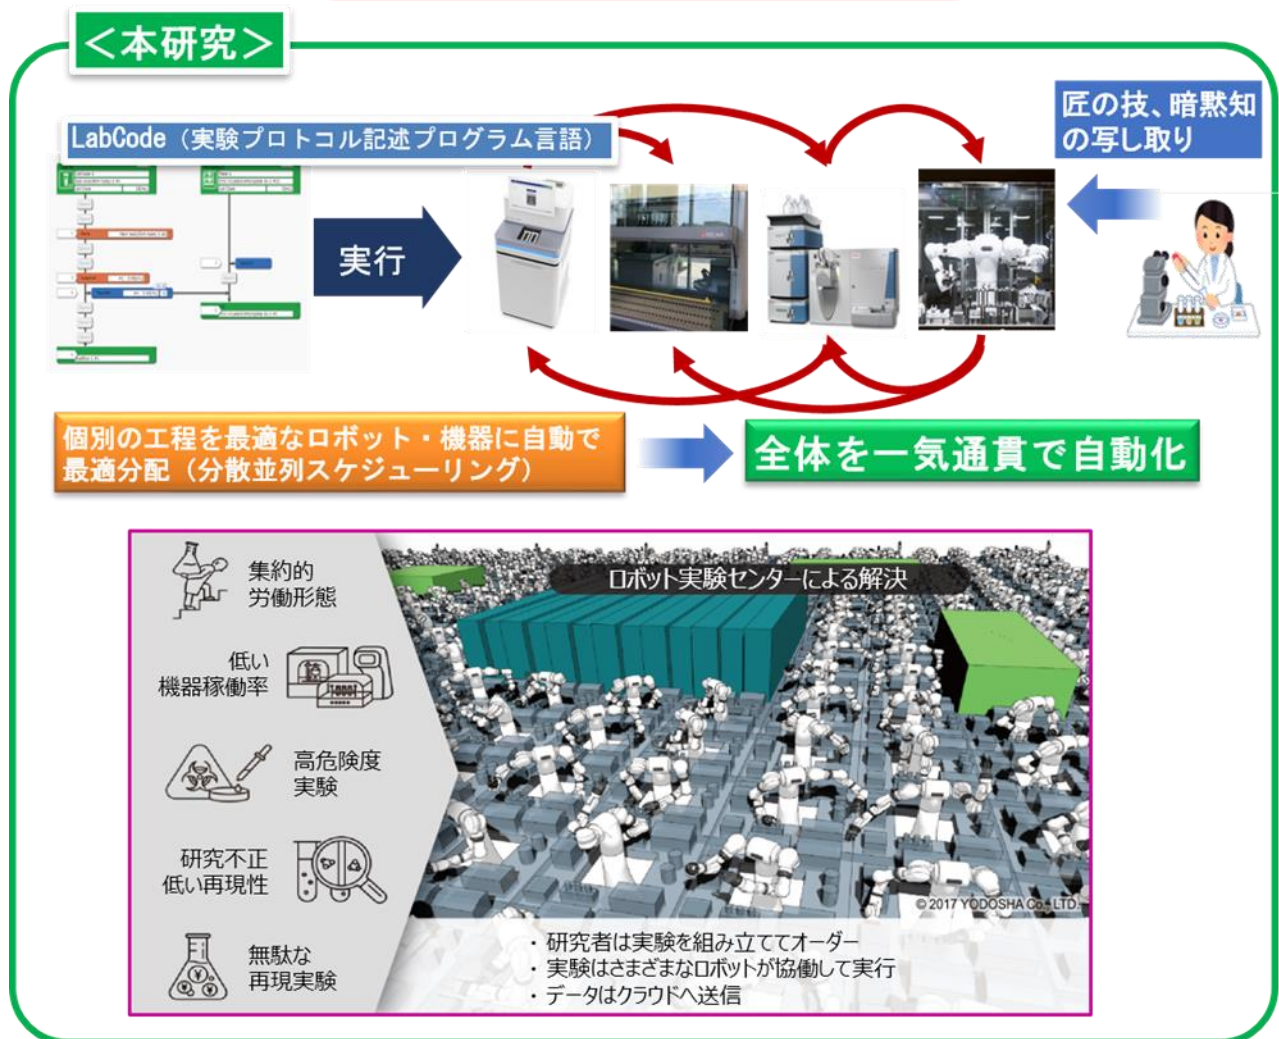 ＜本研究＞
LabCode（実験プロトコル記述プログラム言語）
匠の技、暗黙知
の写し取り
実行
個別の工程を最適なロボット・機器に自動で
最適分配（分散並列スケジューリング）
全体を一気通貫で自動化
ロボット実験センターによる解決
集約的
労働形態
低い
機器稼働率
高危険度
実験
研究不正
低い再現性
無駄な
再現実験
© 2017 YODOSHA Co., LTD.
・研究者は実験を組み立ててオーダー
・実験はさまざまなロボットが協働して実行
・データはクラウドへ送信